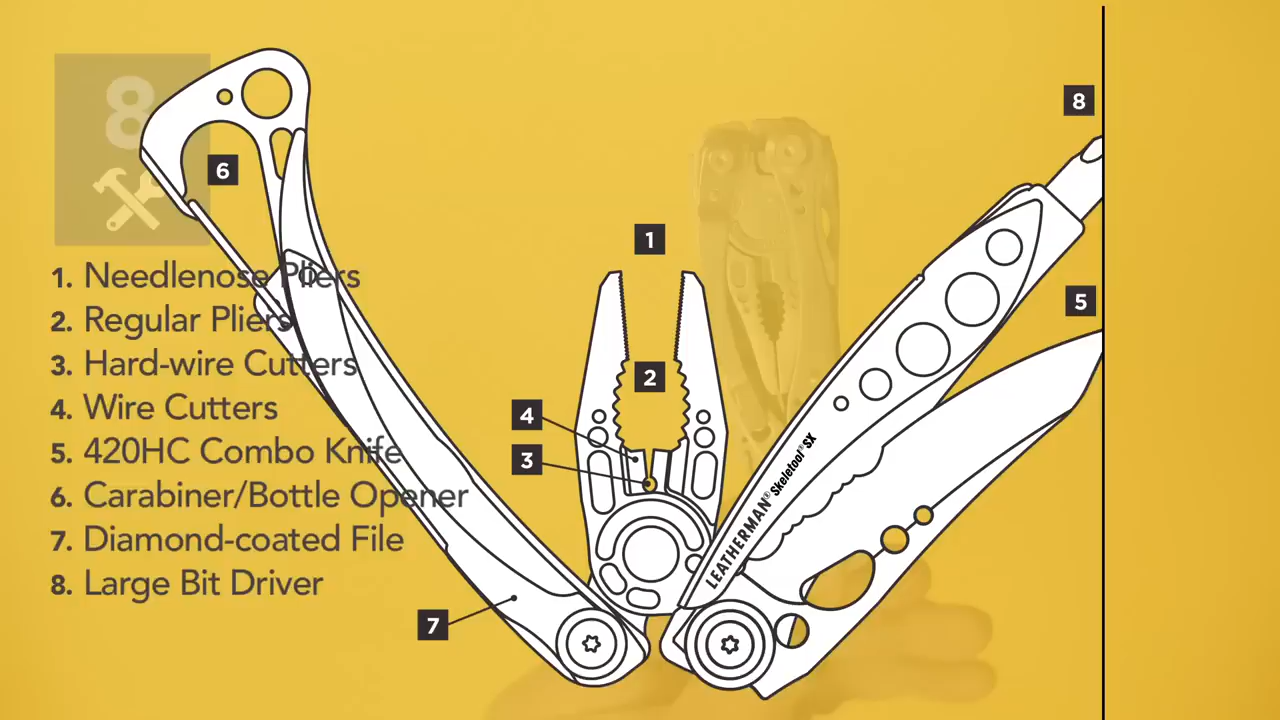 8
1. Needlenose Pliers
2. Regular Pliers
3. Hard-wire Cutters
4. Wire Cutters
5. 420HC Combo Knife
6. Carabiner/Bottle Opener
7. Diamond-coated File
8. Large Bit Driver
6
1
2
4
3
7
8
5
LEATHERMAN® Skeletool® SX